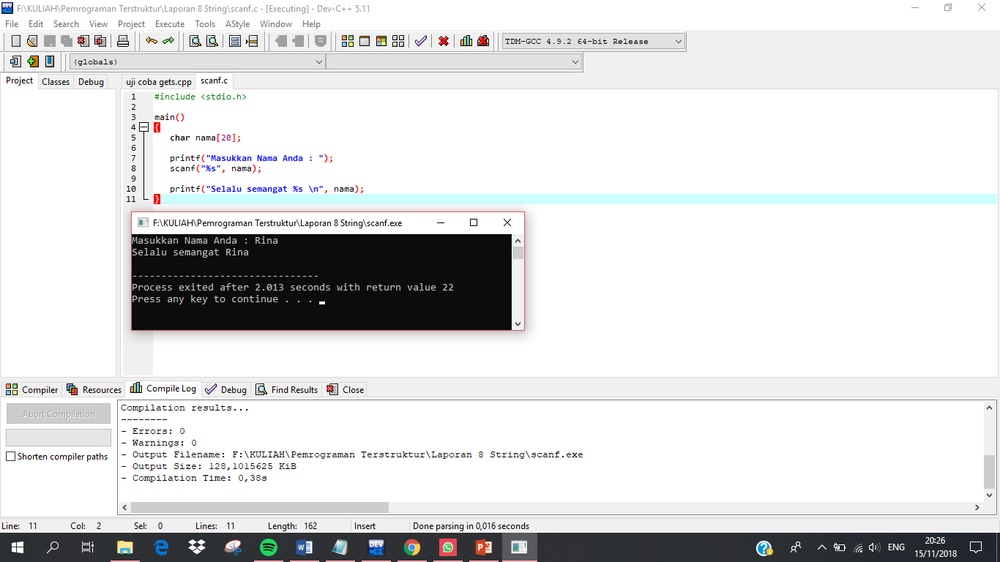 F:\KULIAH\Pemrograman Terstruktur\Laporan 8 String\scanf.c - [Executing] - Dev-C++ 5.11
File Edit Search View Project Execute Tools AStyle Window Help
TDM-GCC 4.9.2 64-bit Release
(globals)
Project Classes Debug uji coba gets.cpp scanf.c
1 #include <stdio.h>
2
3 main()
4 {
5 char nama[20];
6
7 printf("Masukkan Nama Anda : ");
8 scanf("%s", nama);
9
10 printf("Selalu semangat %s \n", nama);
11 }
F:\KULIAH\Pemrograman Terstruktur\Laporan 8 String\scanf.exe
Masukkan Nama Anda : Rina
Selalu semangat Rina
--------------------------------
Process exited after 2.013 seconds with return value 22
Press any key to continue . . .
Compiler Resources Compile Log Debug Find Results Close
Abort Compilation
Shorten compiler paths
Compilation results...
--------
- Errors: 0
- Warnings: 0
- Output Filename: F:\KULIAH\Pemrograman Terstruktur\Laporan 8 String\scanf.exe
- Output Size: 128,1015625 KiB
- Compilation Time: 0,38s
Line: 11 Col: 2 Sel: 0 Lines: 11 Length: 162 Insert Done parsing in 0,016 seconds
DEV
ENG
20:26
15/11/2018